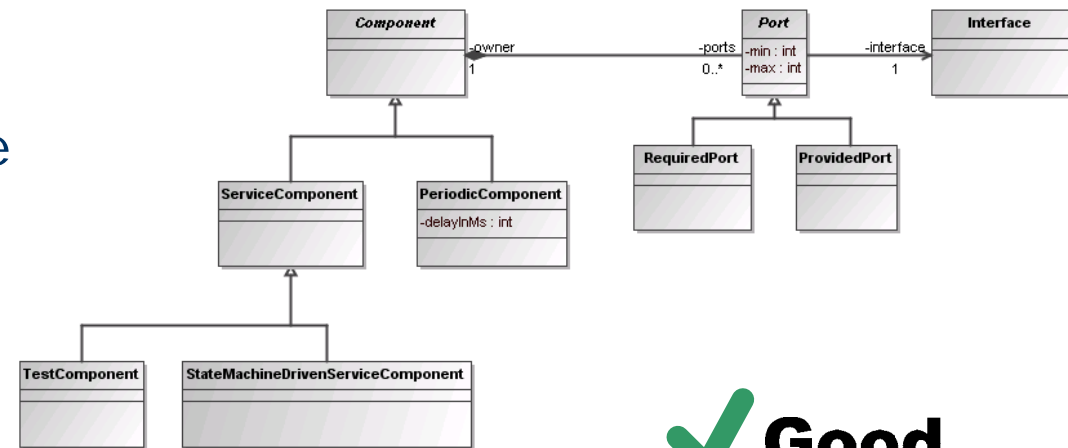 Component
Port
Interface
-owner
1
-ports
0..*
-min : int
-max : int
-interface
1
e
RequiredPort
ProvidedPort
ServiceComponent
PeriodicComponent
-delayInMs : int
TestComponent
StateMachineDrivenServiceComponent
Good